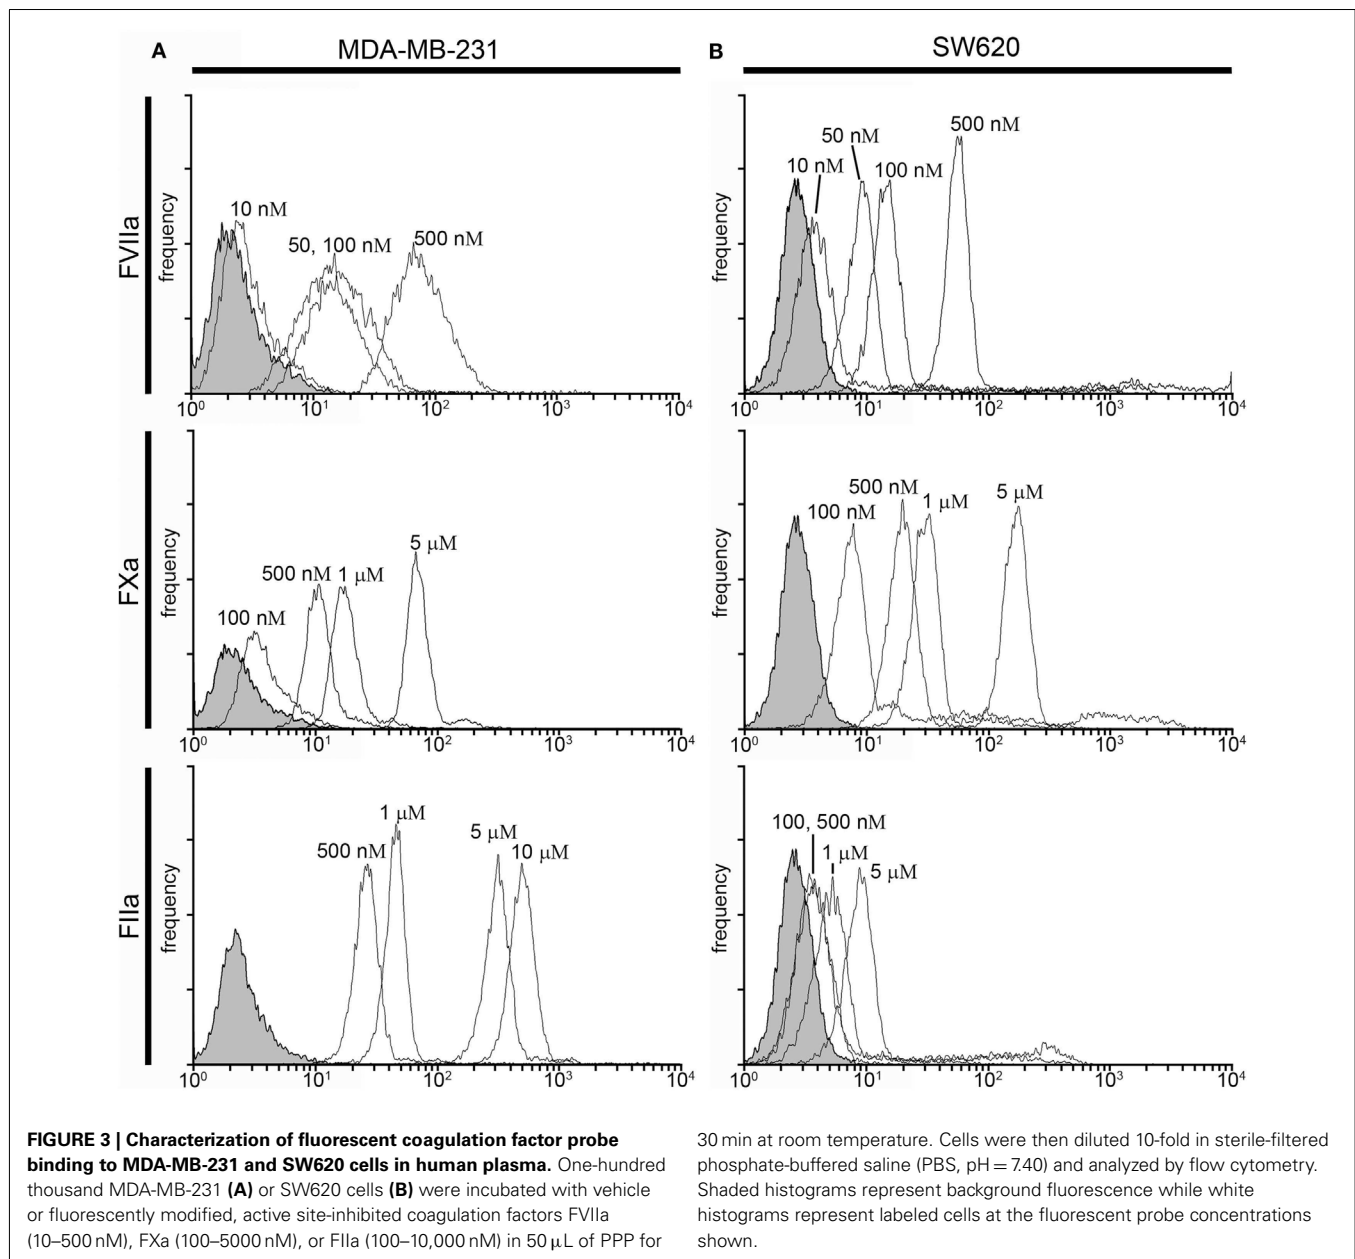 A MDA-MB-231
B SW620
FVIIa
frequency
10 nM
50, 100 nM
500 nM
10⁰ 10¹ 10² 10³ 10⁴
frequency
10 nM
50 nM
100 nM
500 nM
10⁰ 10¹ 10² 10³ 10⁴
FXa
frequency
100 nM
500 nM
1 μM
5 μM
10⁰ 10¹ 10² 10³ 10⁴
frequency
100 nM
500 nM
1 μM
5 μM
10⁰ 10¹ 10² 10³ 10⁴
FIIa
frequency
500 nM
1 μM
5 μM
10 μM
10⁰ 10¹ 10² 10³ 10⁴
frequency
100, 500 nM
1 μM
5 μM
10⁰ 10¹ 10² 10³ 10⁴
FIGURE 3 | Characterization of fluorescent coagulation factor probe
binding to MDA-MB-231 and SW620 cells in human plasma. One-hundred
thousand MDA-MB-231 (A) or SW620 cells (B) were incubated with vehicle
or fluorescently modified, active site-inhibited coagulation factors FVIIa
(10–500 nM), FXa (100–5000 nM), or FIIa (100–10,000 nM) in 50 μL of PPP for
30 min at room temperature. Cells were then diluted 10-fold in sterile-filtered
phosphate-buffered saline (PBS, pH = 7.40) and analyzed by flow cytometry.
Shaded histograms represent background fluorescence while white
histograms represent labeled cells at the fluorescent probe concentrations
shown.